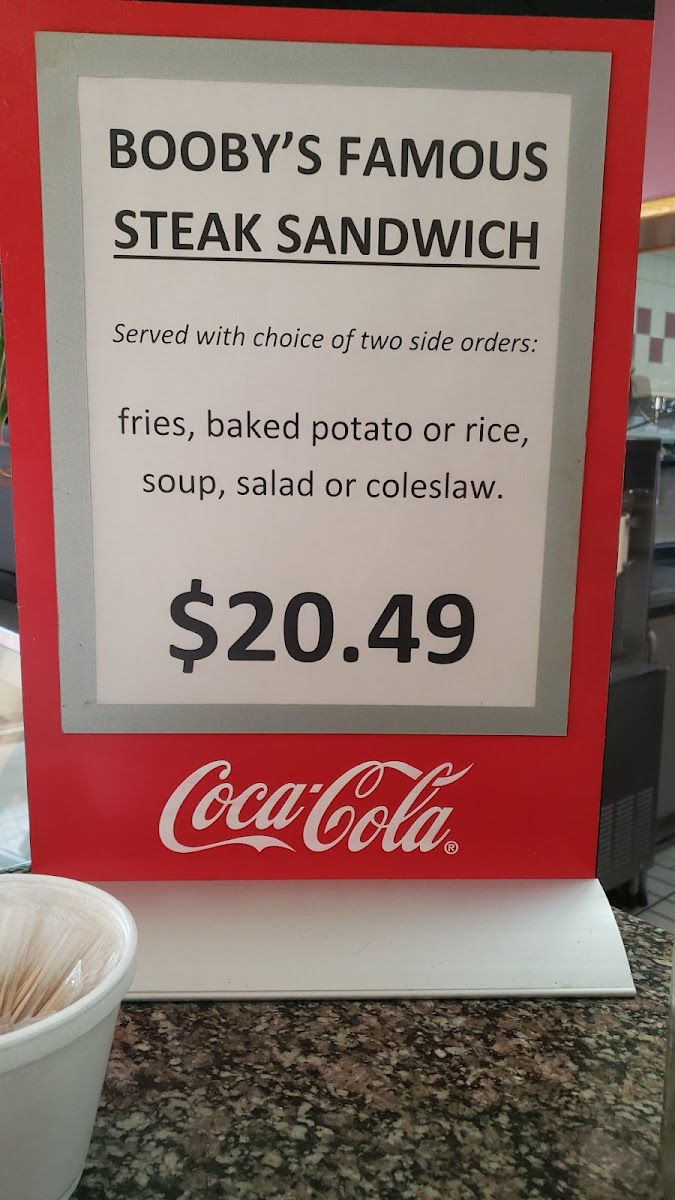 BOOBY'S FAMOUS
STEAK SANDWICH
Served with choice of two side orders:
fries, baked potato or rice,
soup, salad or coleslaw.
$20.49
Coca-Cola®